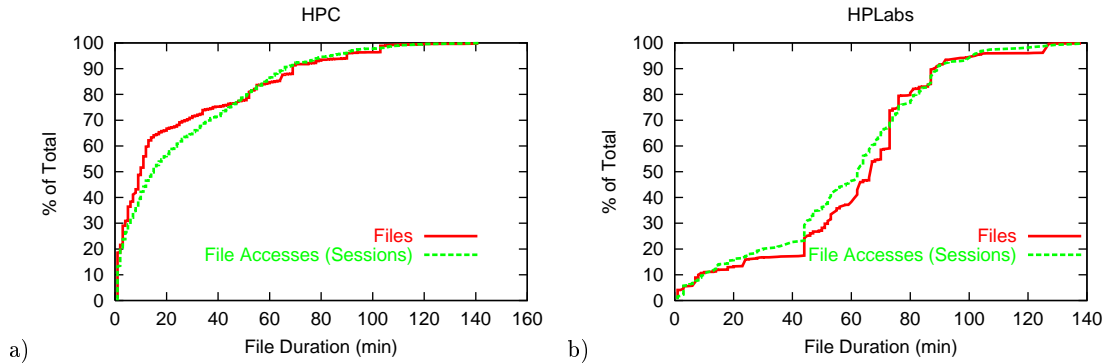 HPC
100
90
80
70
60
50
40
30
20
10
0
% of Total
Files
File Accesses (Sessions)
0 20 40 60 80 100 120 140 160
File Duration (min)
a)
HPLabs
100
90
80
70
60
50
40
30
20
10
0
% of Total
Files
File Accesses (Sessions)
0 20 40 60 80 100 120 140
File Duration (min)
b)